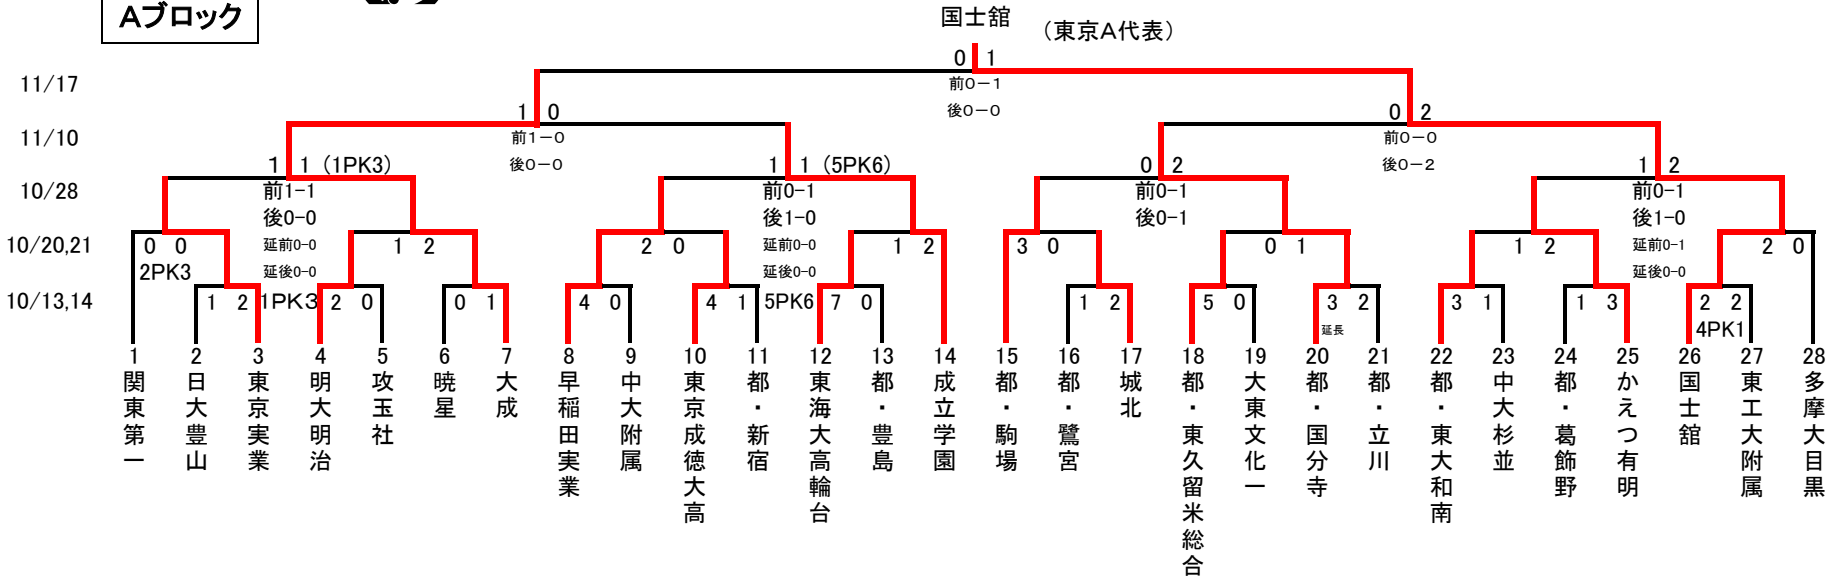 Aブロック
国士舘
（東京A代表）
0 1
11/17
前0－1
後0－0
1 0
0 2
11/10
前1－0
前0－0
後0－0
後0－2
1 1（1PK3）
1 1（5PK6）
0 2
1 2
10/28
前1-1
前0-1
前0-1
前0-1
後0-0
後1-0
後0-1
後1-0
10/20,21
0 0
延前0-0
1 2
2 0
延前0-0
1 2
3 0
0 1
1 2
延前0-1
2 0
2PK3
延後0-0
延後0-0
延後0-0
10/13,14
1 2
1PK3
2 0
0 1
4 0
4 1
5PK6
7 0
1 2
5 0
3 2
3 1
1 3
2 2
延長
4PK1
1 2 3 4 5 6 7 8 9 10 11 12 13 14 15 16 17 18 19 20 21 22 23 24 25 26 27 28
関東第一
日大豊山
東京実業
明大明治
攻玉社
暁星
大成
早稲田実業
中大附属
東京成徳大高
都・新宿
東海大高輪台
都・豊島
成立学園
都・駒場
都・鷺宮
城北
都・東久留米総合
大東文化一
都・国分寺
都・立川
都・東大和南
中大杉並
都・葛飾野
かえつ有明
国士舘
東工大附属
多摩大目黒